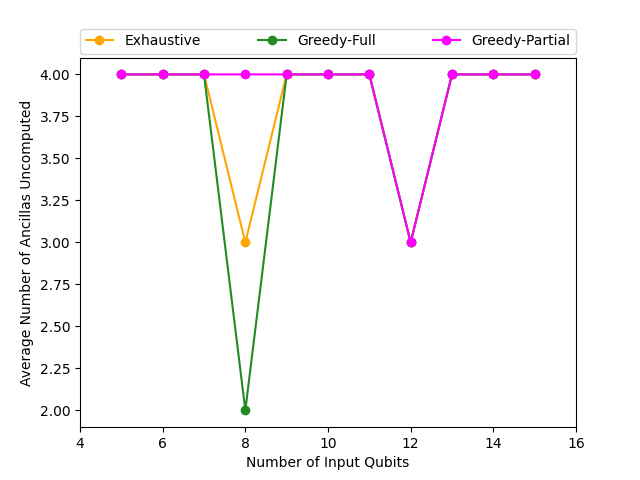 Exhaustive Greedy-Full Greedy-Partial
4.00
3.75
3.50
3.25
3.00
2.75
2.50
2.25
2.00
Average Number of Ancillas Uncomputed
4 6 8 10 12 14 16
Number of Input Qubits